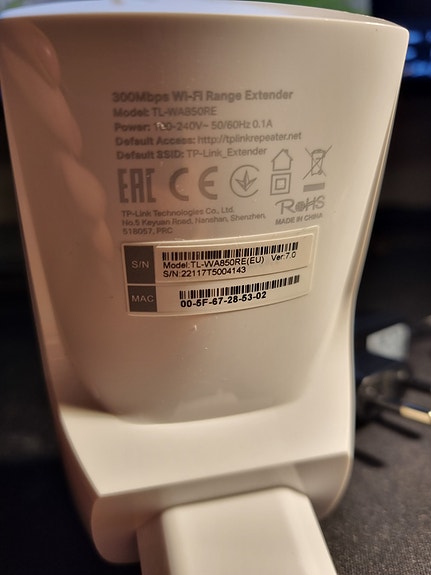 300Mbps Wi-Fi Range Extender
Model: TL-WA850RE
Power: 100-240V~ 50/60Hz 0.1A
Default Access: http://tplinkrepeater.net
Default SSID: TP-Link_Extender
EAC CE
RoHS
TP-Link Technologies Co., Ltd.
No.5 Keyuan Road, Nanshan, Shenzhen,
518057, PRC
MADE IN CHINA
S/N
Model:TL-WA850RE(EU) Ver:7.0
S/N:22117T5004143
MAC
00-5F-67-28-53-02